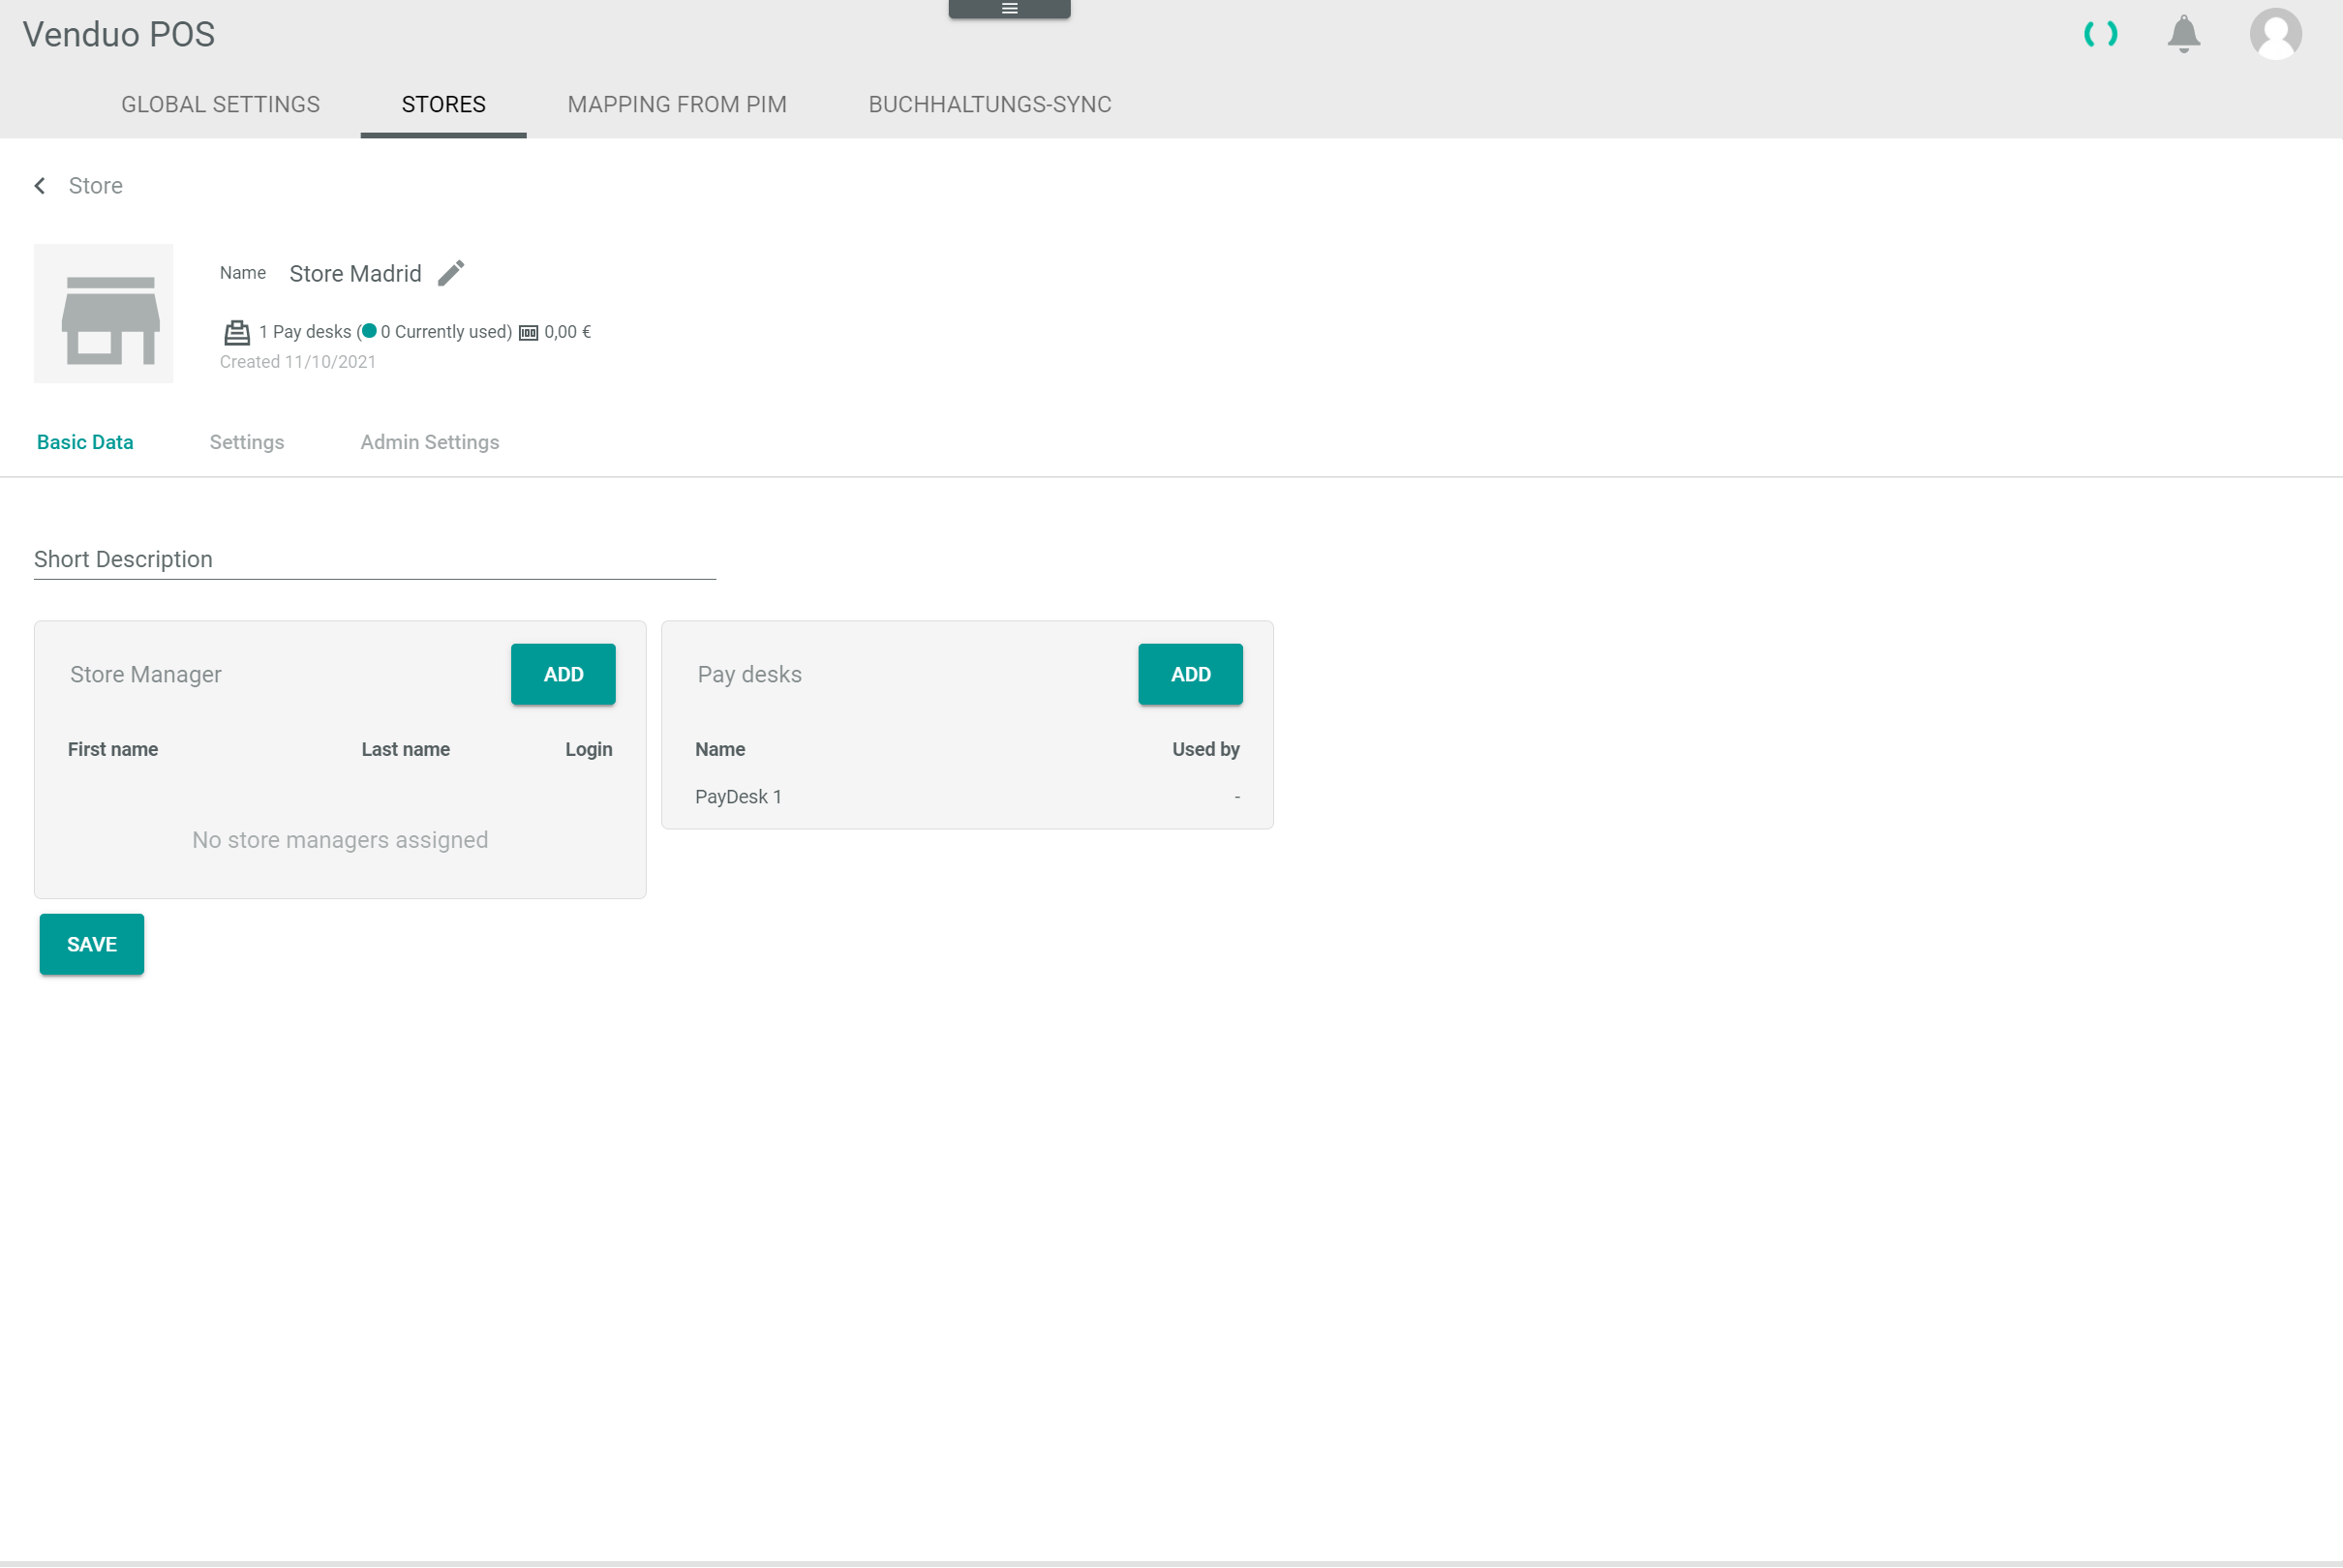 Venduo POS
GLOBAL SETTINGS STORES MAPPING FROM PIM BUCHHALTUNGS-SYNC
Store
Name Store Madrid
1 Pay desks (0 Currently used) 0,00 €
Created 11/10/2021
Basic Data Settings Admin Settings
Short Description
Store Manager ADD
First name Last name Login
No store managers assigned
Pay desks ADD
Name Used by
PayDesk 1 -
SAVE